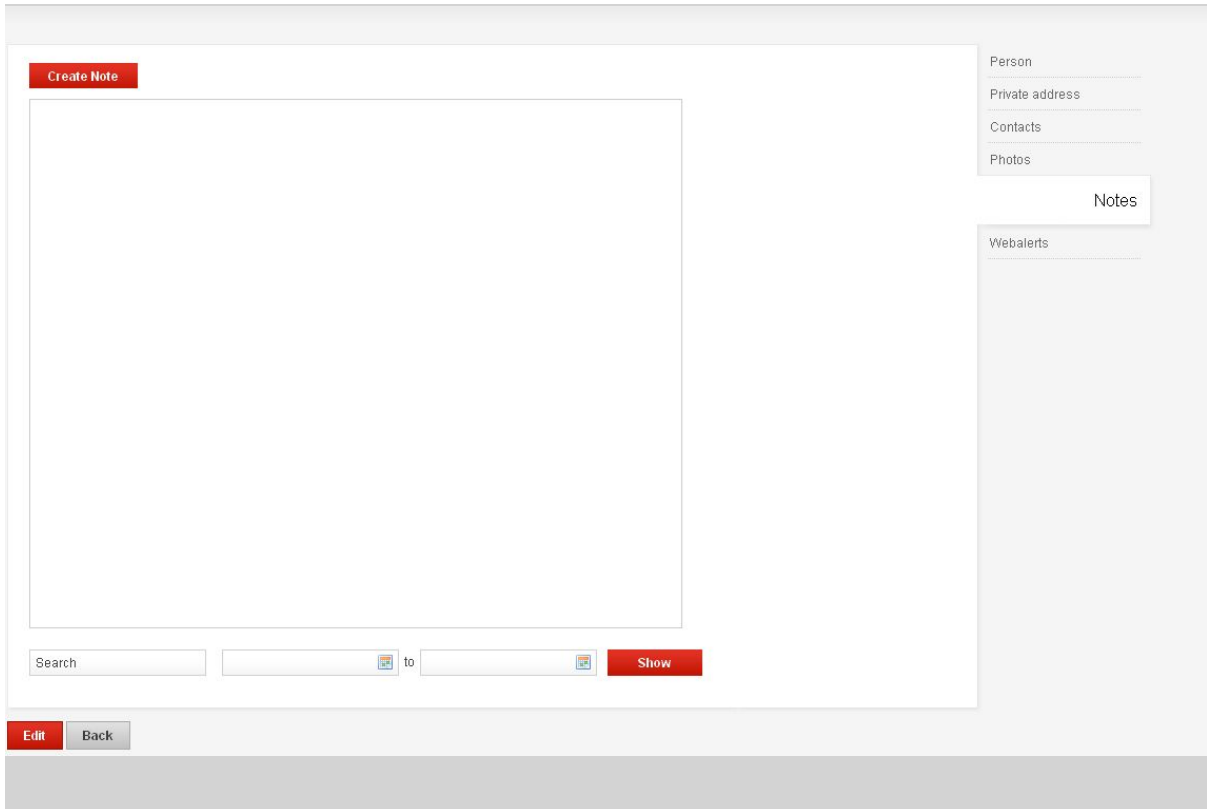 Create Note
Person
Private address
Contacts
Photos
Notes
Webalerts
Search to Show
Edit Back